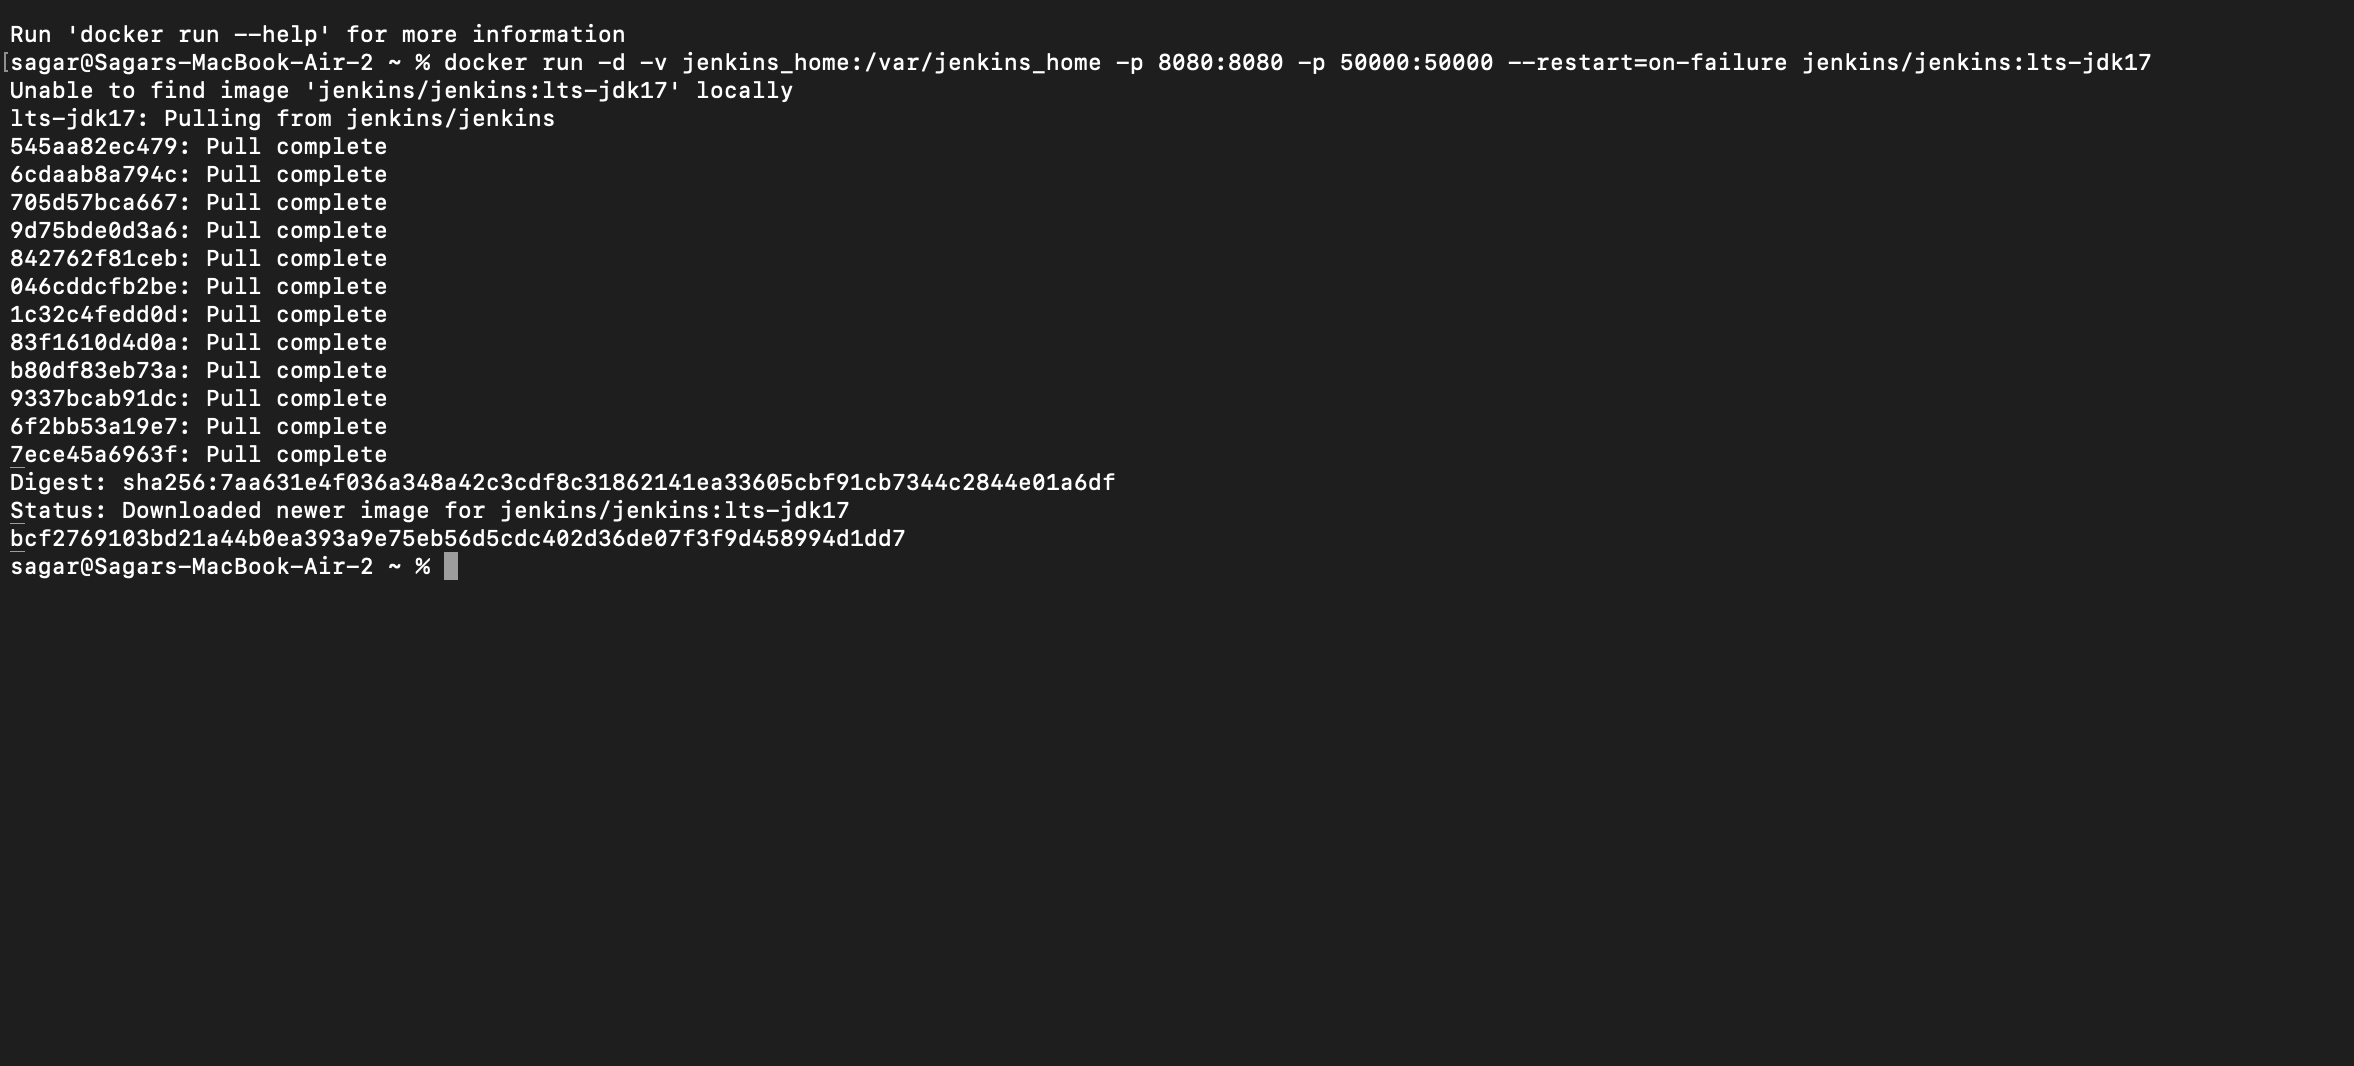 Run 'docker run --help' for more information
[sagar@Sagars-MacBook-Air-2 ~ % docker run -d -v jenkins_home:/var/jenkins_home -p 8080:8080 -p 50000:50000 --restart=on-failure jenkins/jenkins:lts-jdk17
Unable to find image 'jenkins/jenkins:lts-jdk17' locally
lts-jdk17: Pulling from jenkins/jenkins
545aa82ec479: Pull complete
6cdaab8a794c: Pull complete
705d57bca667: Pull complete
9d75bde0d3a6: Pull complete
842762f81ceb: Pull complete
046cddcfb2be: Pull complete
1c32c4fedd0d: Pull complete
83f1610d4d0a: Pull complete
b80df83eb73a: Pull complete
9337bcab91dc: Pull complete
6f2bb53a19e7: Pull complete
7ece45a6963f: Pull complete
Digest: sha256:7aa631e4f036a348a42c3cdf8c31862141ea33605cbf91cb7344c2844e01a6df
Status: Downloaded newer image for jenkins/jenkins:lts-jdk17
bcf2769103bd21a44b0ea393a9e75eb56d5cdc402d36de07f3f9d458994d1dd7
sagar@Sagars-MacBook-Air-2 ~ %